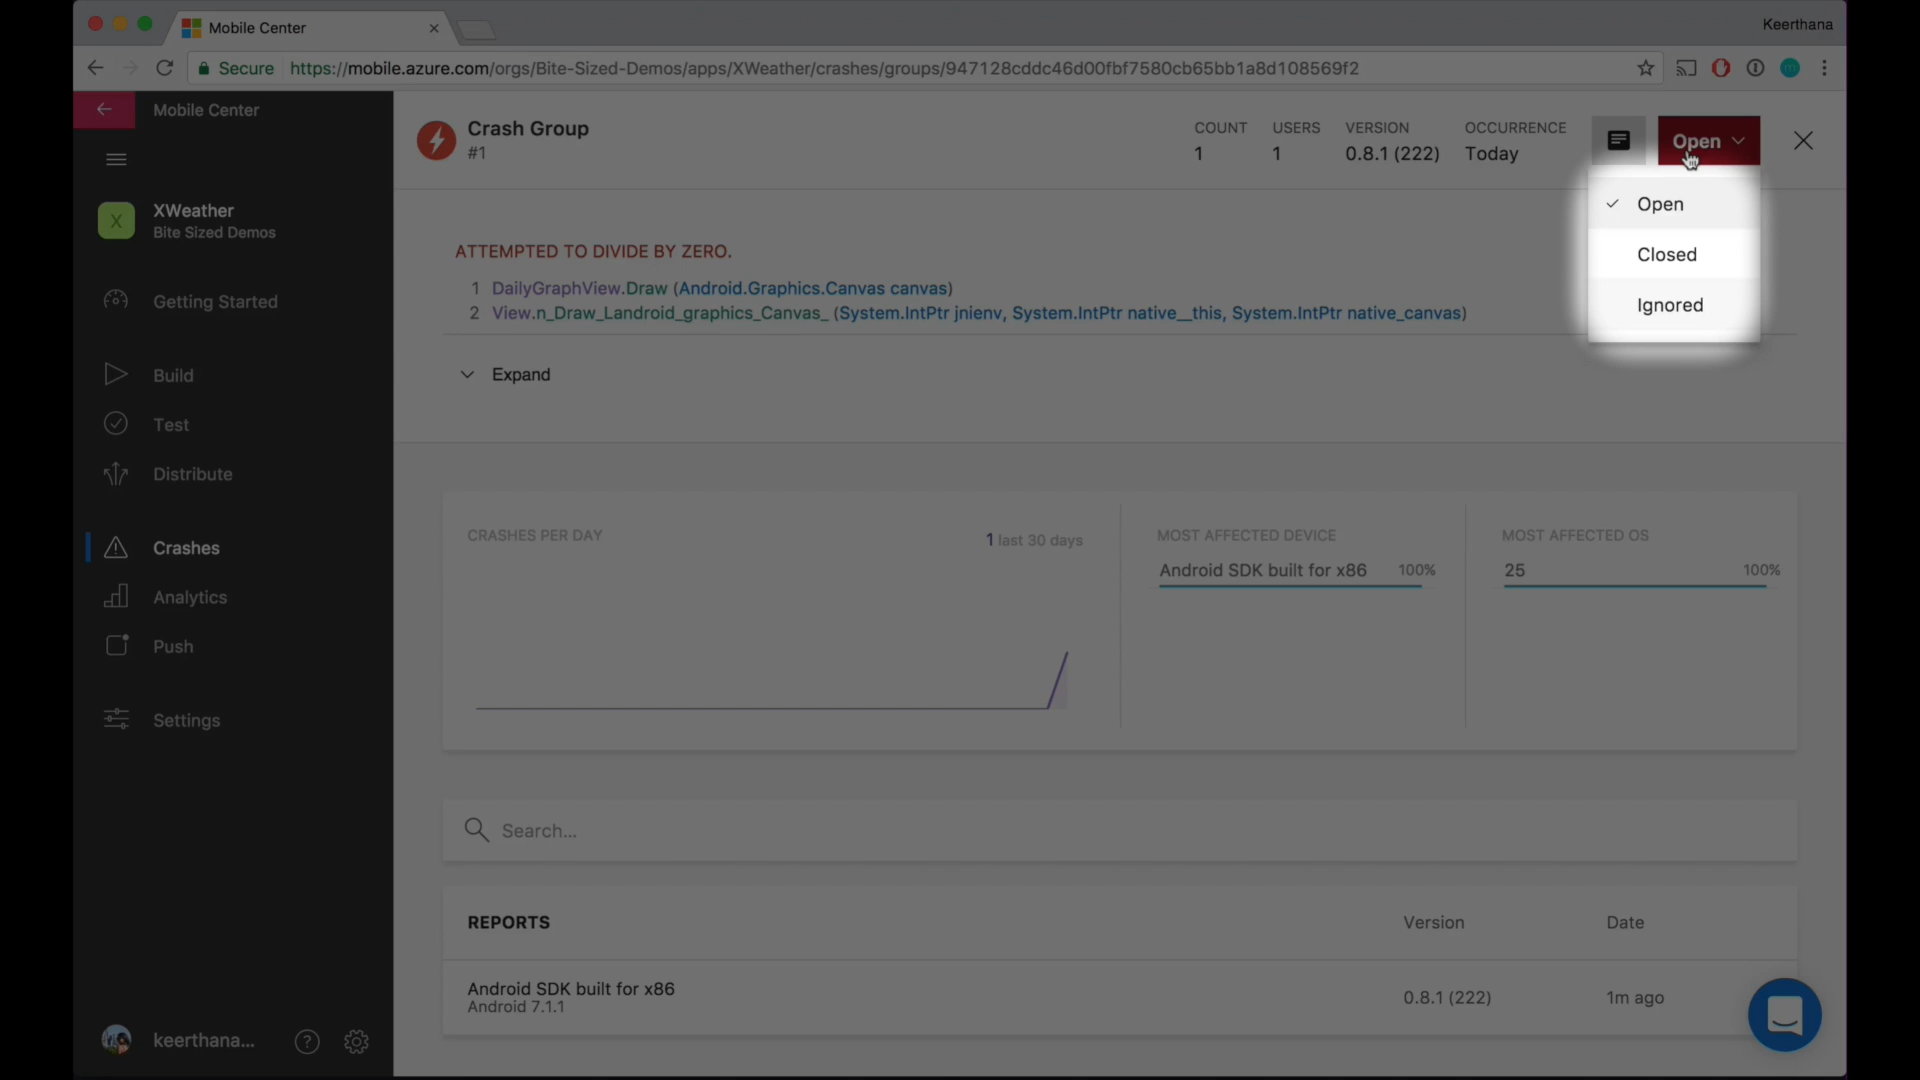 Mobile Center
Keerthana
Secure https://mobile.azure.com/orgs/Bite-Sized-Demos/apps/XWeather/crashes/groups/947128cddc46d00fbf7580cb65bb1a8d108569f2
Mobile Center
X
XWeather
Bite Sized Demos
Getting Started
Build
Test
Distribute
Crashes
Analytics
Push
Settings
keerthana...
?
Crash Group
#1
COUNT
1
USERS
1
VERSION
0.8.1 (222)
OCCURRENCE
Today
Open
Open
Closed
Ignored
ATTEMPTED TO DIVIDE BY ZERO.
1 DailyGraphView.Draw (Android.Graphics.Canvas canvas)
2 View.n_Draw_Landroid_graphics_Canvas_ (System.IntPtr jnienv, System.IntPtr native__this, System.IntPtr native_canvas)
Expand
CRASHES PER DAY
1 last 30 days
MOST AFFECTED DEVICE
Android SDK built for x86 100%
MOST AFFECTED OS
25 100%
Search...
REPORTS Version Date
Android SDK built for x86
Android 7.1.1
0.8.1 (222) 1m ago